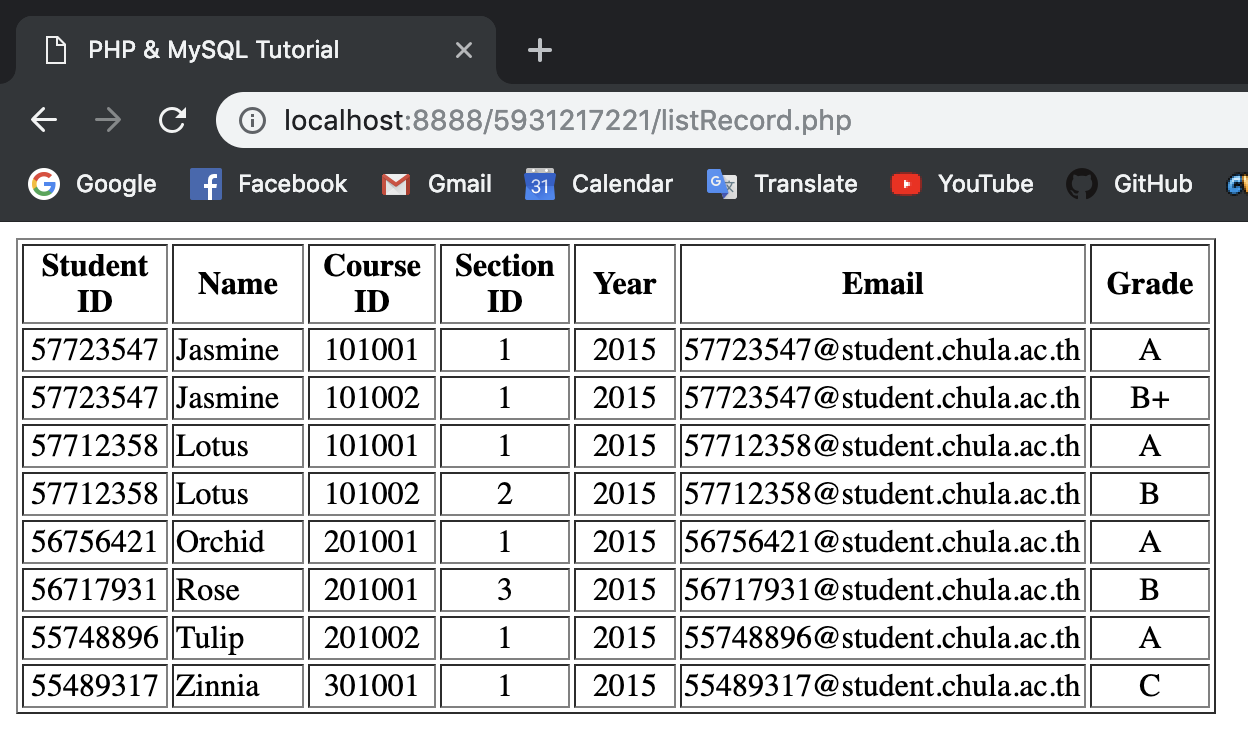 PHP & MySQL Tutorial
localhost:8888/5931217221/listRecord.php
Google Facebook Gmail 31 Calendar Translate YouTube GitHub
Student ID Name Course ID Section ID Year Email Grade
57723547 Jasmine 101001 1 2015 57723547@student.chula.ac.th A
57723547 Jasmine 101002 1 2015 57723547@student.chula.ac.th B+
57712358 Lotus 101001 1 2015 57712358@student.chula.ac.th A
57712358 Lotus 101002 2 2015 57712358@student.chula.ac.th B
56756421 Orchid 201001 1 2015 56756421@student.chula.ac.th A
56717931 Rose 201001 3 2015 56717931@student.chula.ac.th B
55748896 Tulip 201002 1 2015 55748896@student.chula.ac.th A
55489317 Zinnia 301001 1 2015 55489317@student.chula.ac.th C